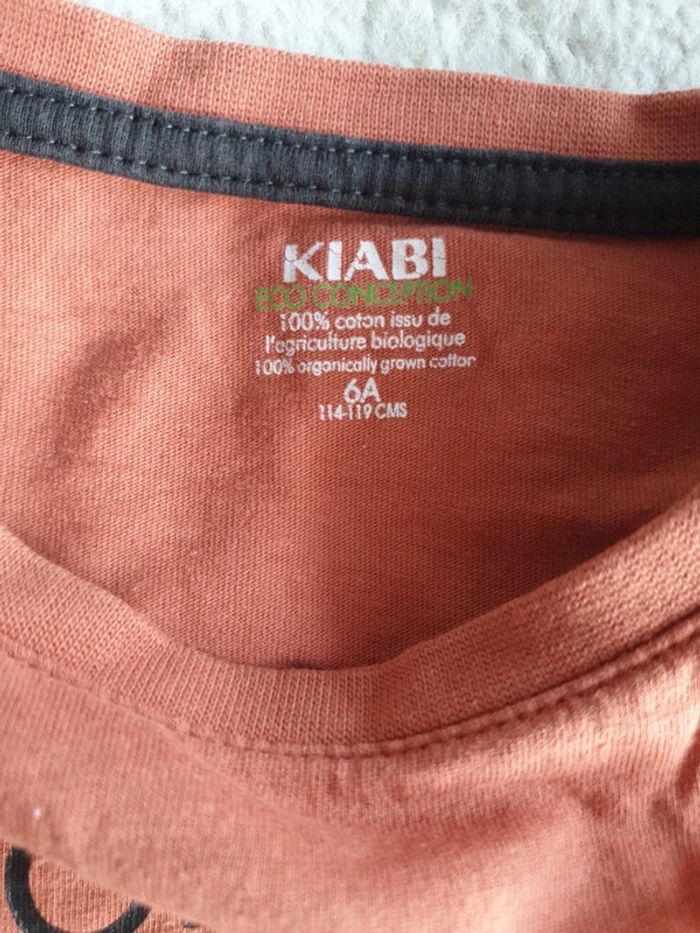 KIABI
ECO CONCEPTION
100% coton issu de
l'agriculture biologique
100% organically grown cotton
6A
114-119 CMS